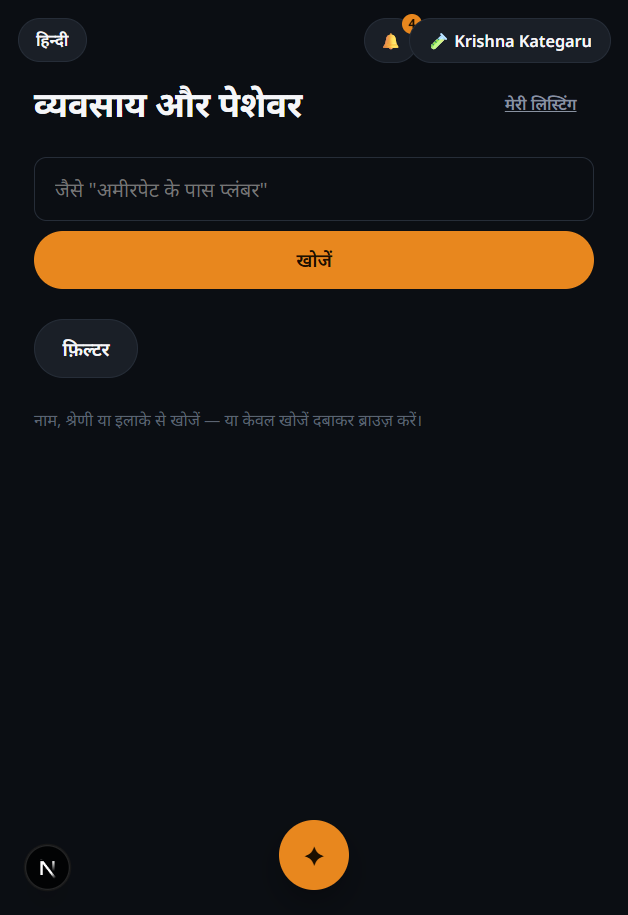 हिन्दी
4
Krishna Kategaru
व्यवसाय और पेशेवर
मेरी लिस्टिंग
जैसे "अमीरपेट के पास प्लंबर"
खोजें
फ़िल्टर
नाम, श्रेणी या इलाके से खोजें — या केवल खोजें दबाकर ब्राउज़ करें।
N